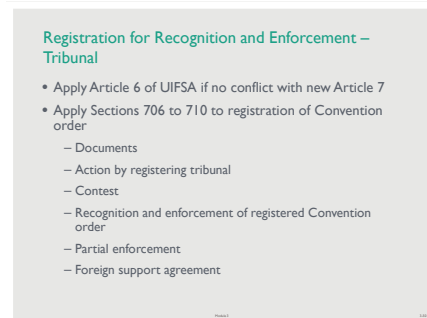 Registration for Recognition and Enforcement –
Tribunal
• Apply Article 6 of UIFSA if no conflict with new Article 7
• Apply Sections 706 to 710 to registration of Convention
order
– Documents
– Action by registering tribunal
– Contest
– Recognition and enforcement of registered Convention
order
– Partial enforcement
– Foreign support agreement